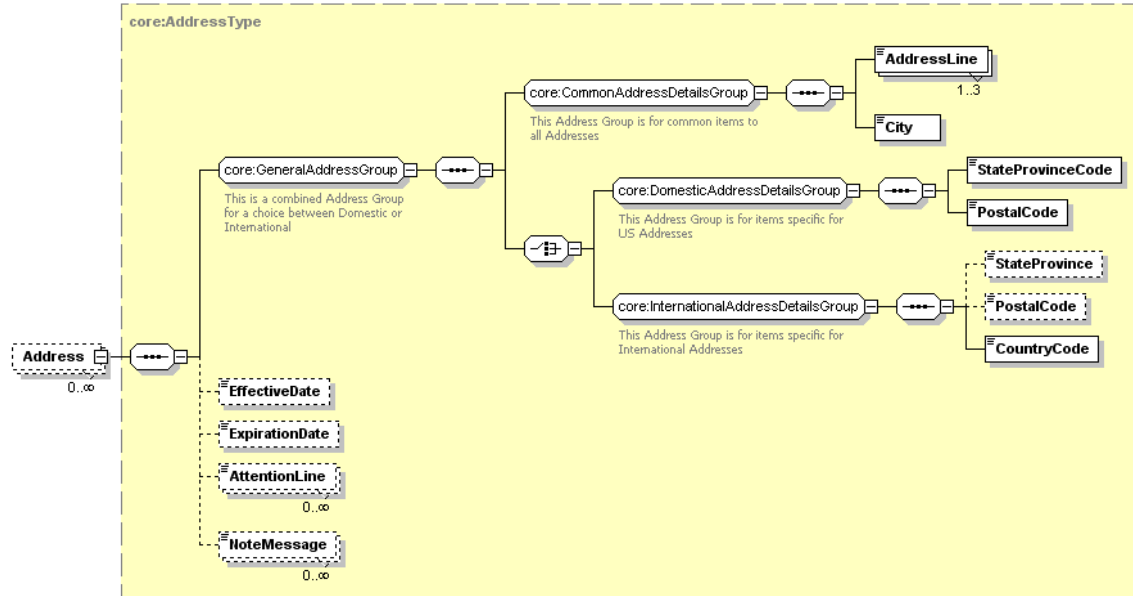 core:AddressType
AddressLine
1..3
core:CommonAddressDetailsGroup
This Address Group is for common items to
all Addresses
City
core:GeneralAddressGroup
This is a combined Address Group
for a choice between Domestic or
International
core:DomesticAddressDetailsGroup
This Address Group is for items specific for
US Addresses
StateProvinceCode
PostalCode
core:InternationalAddressDetailsGroup
This Address Group is for items specific for
International Addresses
StateProvince
PostalCode
CountryCode
Address
0..∞
EffectiveDate
ExpirationDate
AttentionLine
0..∞
NoteMessage
0..∞